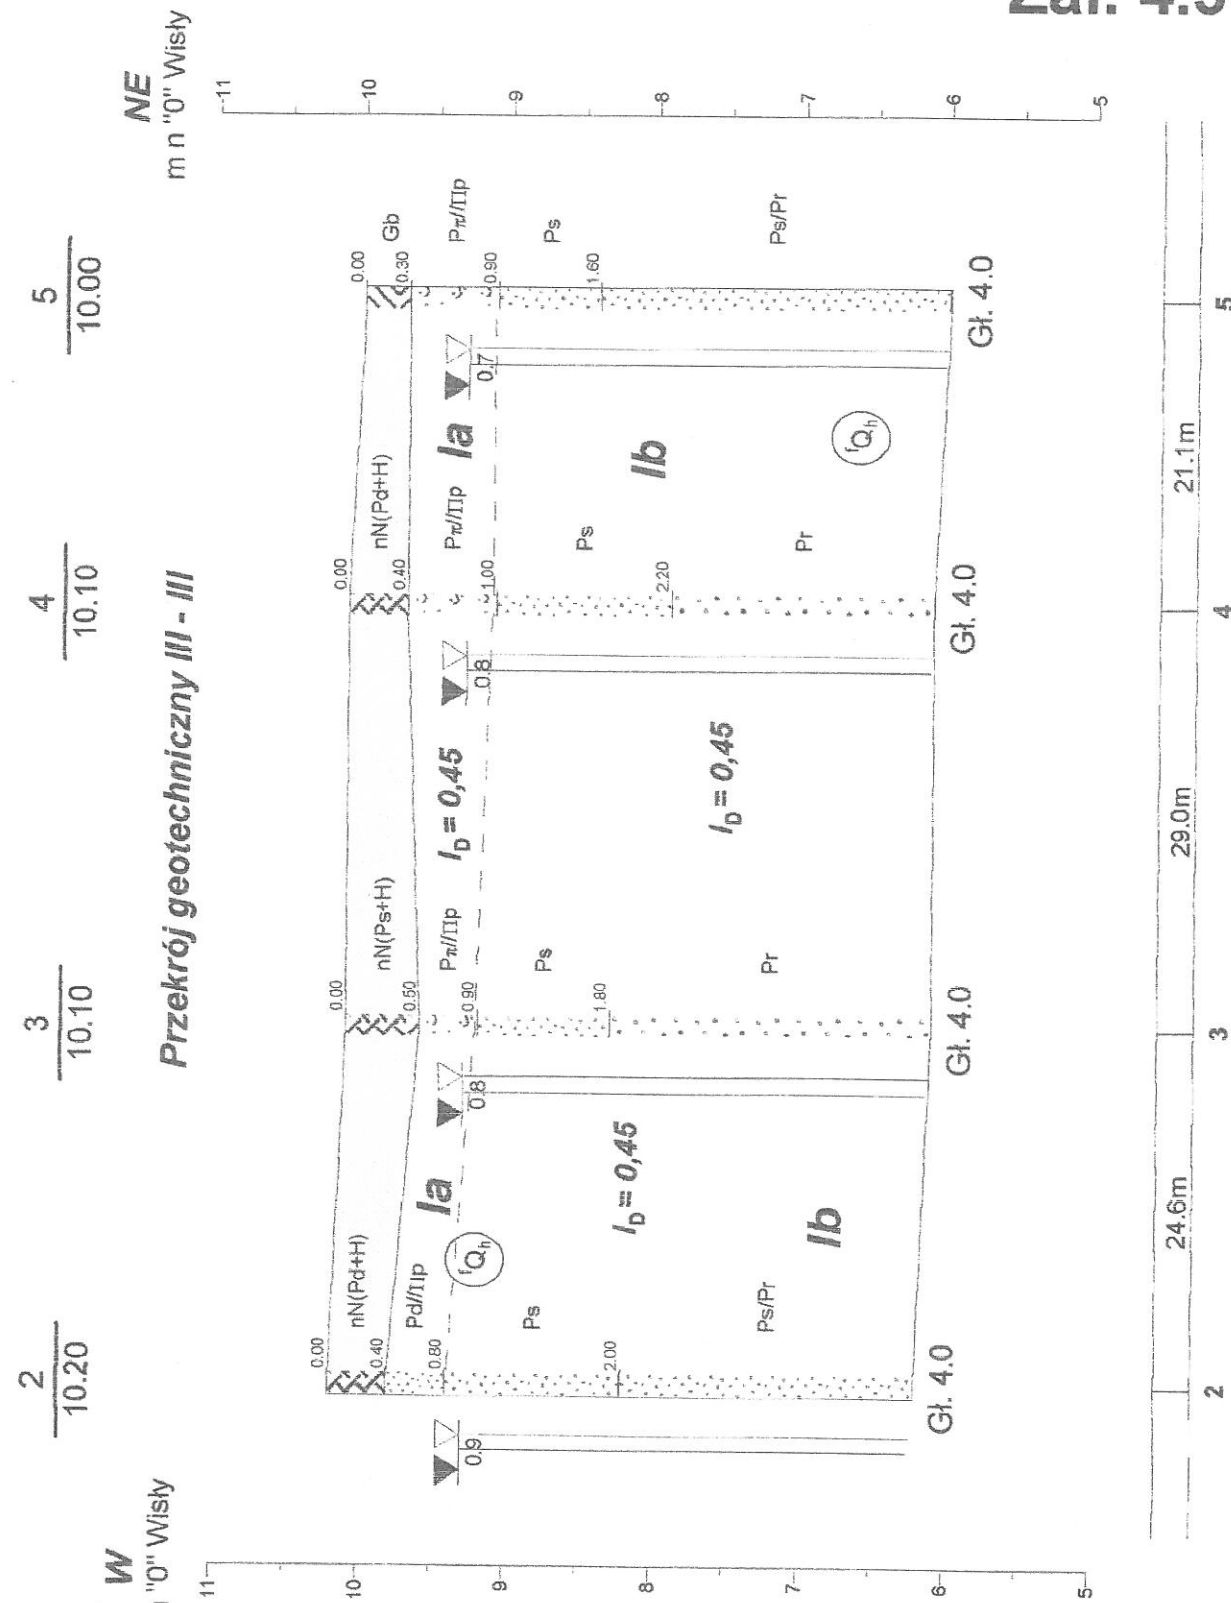 Przekrój geotechniczny III - III
W
"0" Wisły
NE
m n "0" Wisły
2
10.20
3
10.10
4
10.10
5
10.00
11
10
9
8
7
6
5
0.9
0.00
0.40
0.80
2.00
nN(Pd+H)
Pd//Πp
Ps
Ps/Pr
Gł. 4.0
fQh
Ia
ID = 0,45
Ib
0.8
0.00
0.50
0.90
1.80
nN(Ps+H)
Pπ//Πp
Ps
Pr
Gł. 4.0
ID = 0,45
ID = 0,45
0.8
0.00
0.40
1.00
2.20
nN(Pd+H)
Pπ//Πp
Ps
Pr
Gł. 4.0
Ia
Ib
fQh
0.7
0.00
0.30
0.90
1.60
Gb
Pπ//Πp
Ps
Ps/Pr
Gł. 4.0
11
10
9
8
7
6
5
24.6m
29.0m
21.1m
2
3
4
5